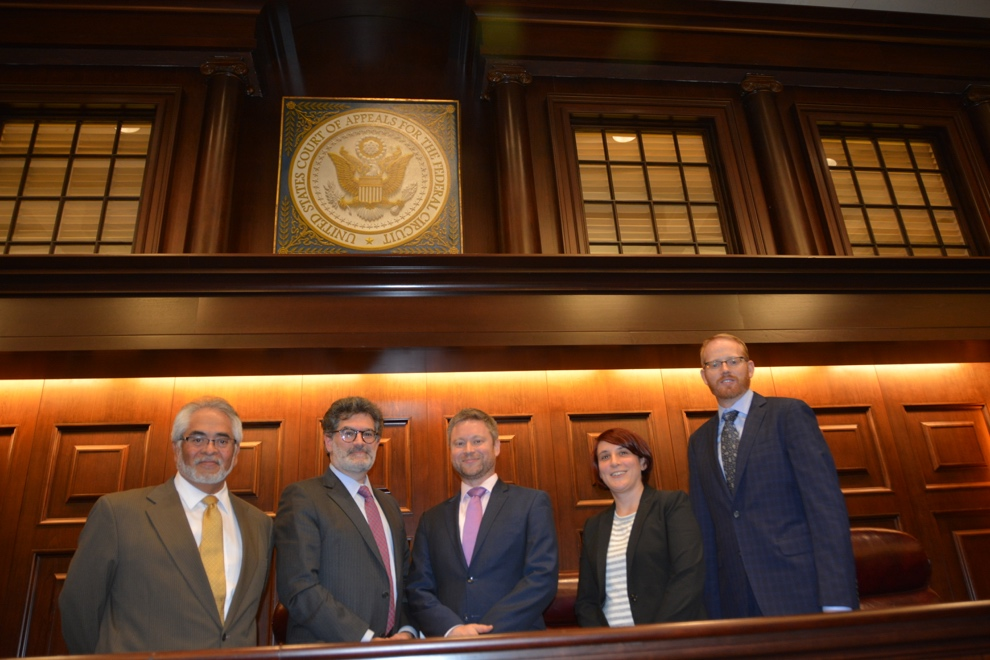 UNITED STATES COURT OF APPEALS FOR THE FEDERAL CIRCUIT